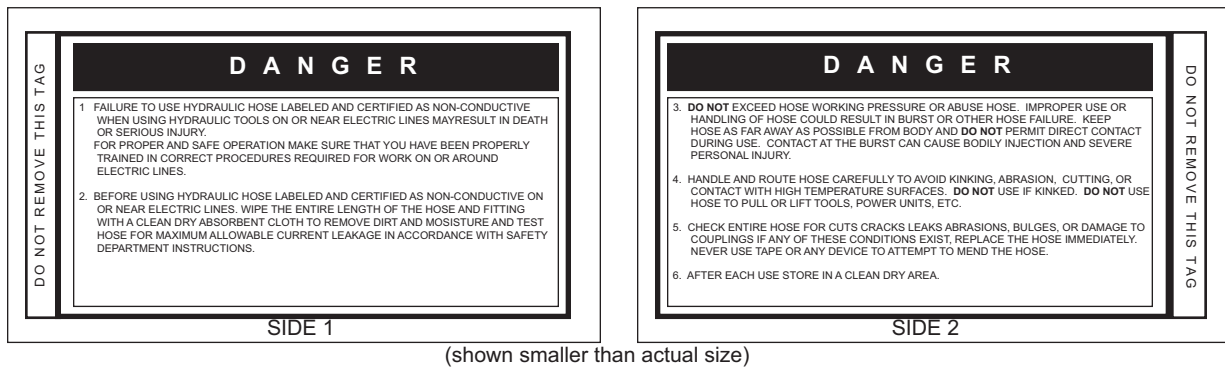 DO NOT REMOVE THIS TAG
D A N G E R
1 FAILURE TO USE HYDRAULIC HOSE LABELED AND CERTIFIED AS NON-CONDUCTIVE
WHEN USING HYDRAULIC TOOLS ON OR NEAR ELECTRIC LINES MAYRESULT IN DEATH
OR SERIOUS INJURY.
FOR PROPER AND SAFE OPERATION MAKE SURE THAT YOU HAVE BEEN PROPERLY
TRAINED IN CORRECT PROCEDURES REQUIRED FOR WORK ON OR AROUND
ELECTRIC LINES.
2. BEFORE USING HYDRAULIC HOSE LABELED AND CERTIFIED AS NON-CONDUCTIVE ON
OR NEAR ELECTRIC LINES. WIPE THE ENTIRE LENGTH OF THE HOSE AND FITTING
WITH A CLEAN DRY ABSORBENT CLOTH TO REMOVE DIRT AND MOSISTURE AND TEST
HOSE FOR MAXIMUM ALLOWABLE CURRENT LEAKAGE IN ACCORDANCE WITH SAFETY
DEPARTMENT INSTRUCTIONS.
SIDE 1
D A N G E R
3. DO NOT EXCEED HOSE WORKING PRESSURE OR ABUSE HOSE. IMPROPER USE OR
HANDLING OF HOSE COULD RESULT IN BURST OR OTHER HOSE FAILURE. KEEP
HOSE AS FAR AWAY AS POSSIBLE FROM BODY AND DO NOT PERMIT DIRECT CONTACT
DURING USE. CONTACT AT THE BURST CAN CAUSE BODILY INJECTION AND SEVERE
PERSONAL INJURY.
4. HANDLE AND ROUTE HOSE CAREFULLY TO AVOID KINKING, ABRASION, CUTTING, OR
CONTACT WITH HIGH TEMPERATURE SURFACES. DO NOT USE IF KINKED. DO NOT USE
HOSE TO PULL OR LIFT TOOLS, POWER UNITS, ETC.
5. CHECK ENTIRE HOSE FOR CUTS CRACKS LEAKS ABRASIONS, BULGES, OR DAMAGE TO
COUPLINGS IF ANY OF THESE CONDITIONS EXIST, REPLACE THE HOSE IMMEDIATELY.
NEVER USE TAPE OR ANY DEVICE TO ATTEMPT TO MEND THE HOSE.
6. AFTER EACH USE STORE IN A CLEAN DRY AREA.
DO NOT REMOVE THIS TAG
SIDE 2
(shown smaller than actual size)